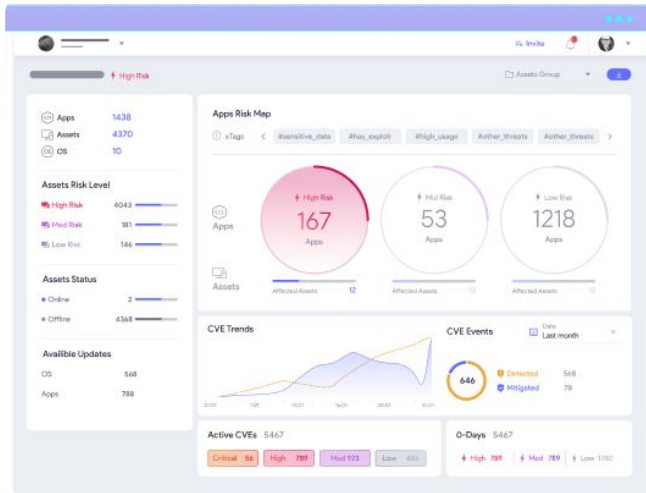 Invite
High Risk
Assets Group
Apps 1438
Assets 4370
OS 10
Assets Risk Level
High Risk 4043
Med Risk 181
Low Risk 146
Assets Status
Online 2
Offline 4368
Availible Updates
OS 568
Apps 788
Apps Risk Map
xTags < #sensitive_data #has_exploit #high_usage #other_threats #other_threats >
Apps
High Risk
167
Apps
Mid Risk
53
Apps
Low Risk
1218
Apps
Assets
Affected Assets 12
Affected Assets 12
Affected Assets 12
CVE Trends
CVE Events
Date
Last month
646
Detected 568
Mitigated 78
Active CVEs 5467
Critical 56 High 789 Med 923 Low
0-Days 5467
High 789 Med 789 Low 1780